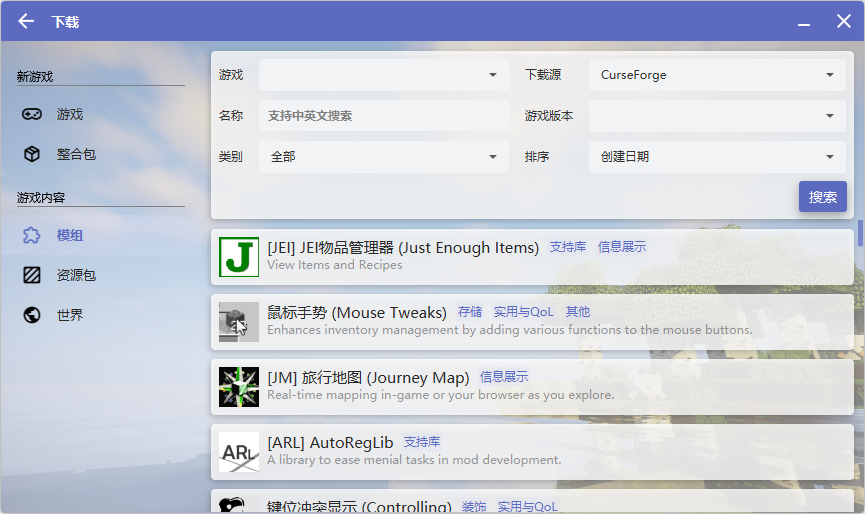 下载
新游戏
游戏
整合包
游戏内容
模组
资源包
世界
游戏
下载源 CurseForge
名称 支持中英文搜索
游戏版本
类别 全部
排序 创建日期
搜索
J
[JEI] JEI物品管理器 (Just Enough Items) 支持库 信息展示
View Items and Recipes
鼠标手势 (Mouse Tweaks) 存储 实用与QoL 其他
Enhances inventory management by adding various functions to the mouse buttons.
[JM] 旅行地图 (Journey Map) 信息展示
Real-time mapping in-game or your browser as you explore.
ARL
[ARL] AutoRegLib 支持库
A library to ease menial tasks in mod development.
键位冲突显示 (Controlling) 装饰 实用与QoL